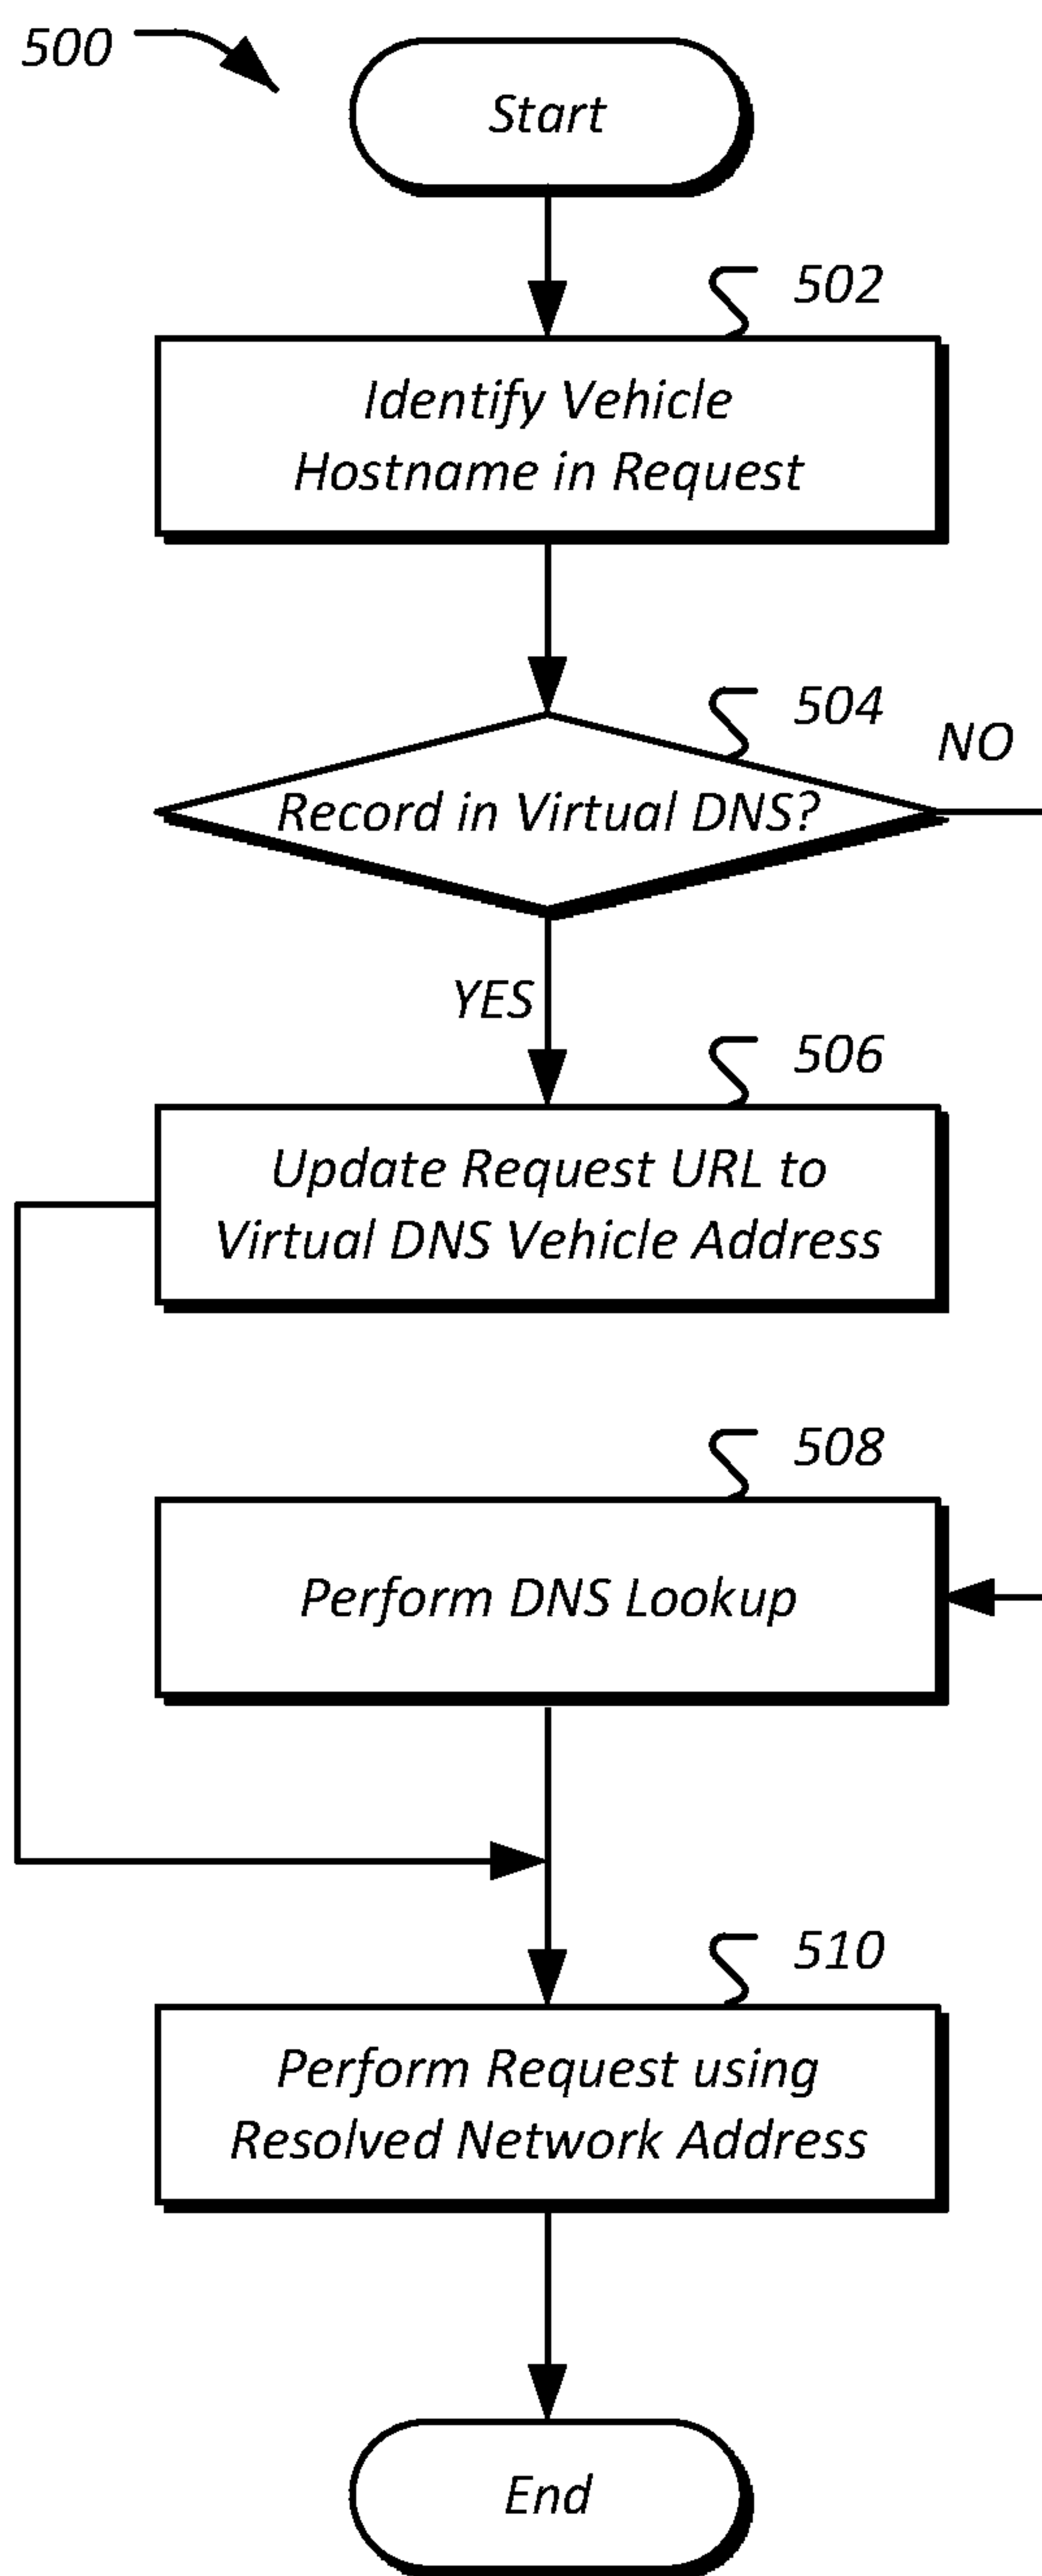 500
Start
502
Identify Vehicle
Hostname in Request
504
NO
Record in Virtual DNS?
YES
506
Update Request URL to
Virtual DNS Vehicle Address
508
Perform DNS Lookup
510
Perform Request using
Resolved Network Address
End